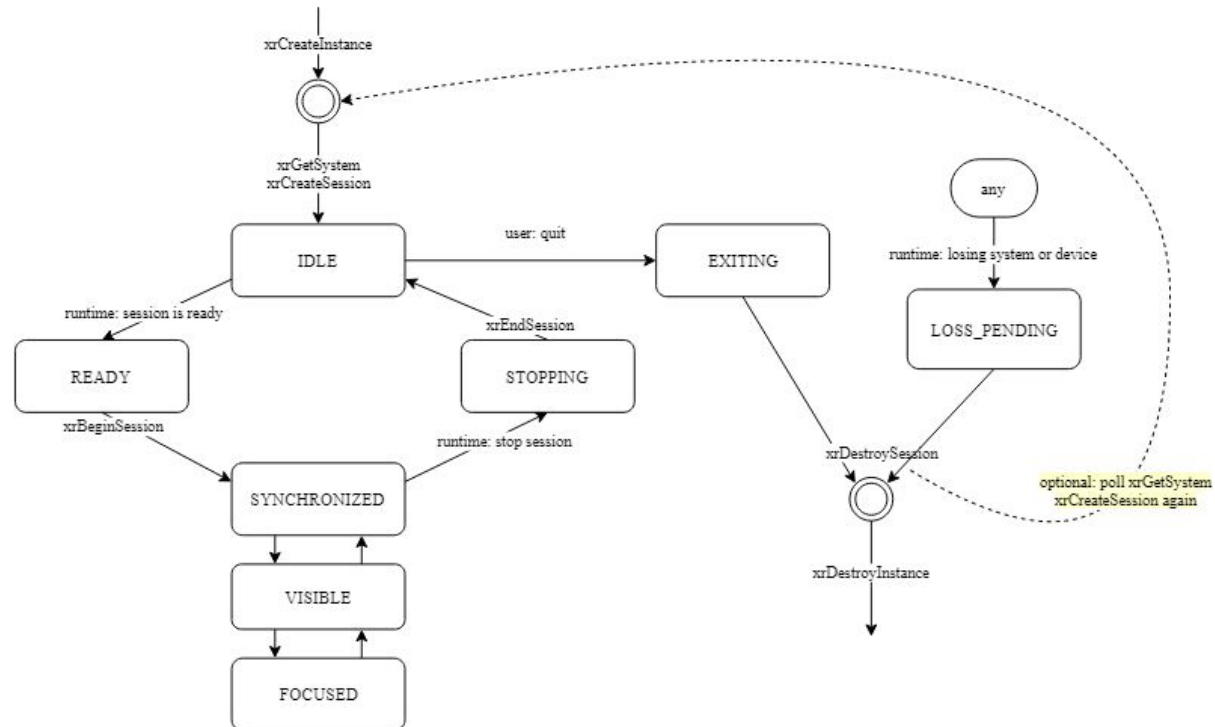 xrCreateInstance
xrGetSystem
xrCreateSession
any
user: quit
IDLE
EXITING
runtime: losing system or device
runtime: session is ready
xrEndSession
LOSS_PENDING
READY
STOPPING
xrBeginSession
runtime: stop session
xrDestroySession
SYNCHRONIZED
optional: poll xrGetSystem
xrCreateSession again
xrDestroyInstance
VISIBLE
FOCUSED